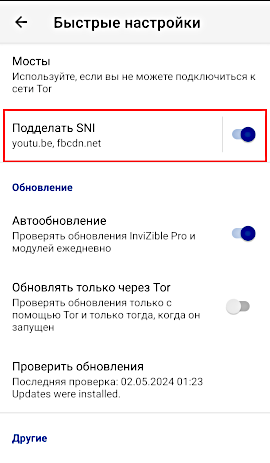 Быстрые настройки
Мосты
Используйте, если вы не можете подключиться к
сети Tor
Подделать SNI
youtu.be, fbcdn.net
Обновление
Автообновление
Проверять обновления InviZible Pro и
модулей ежедневно
Обновлять только через Tor
Проверять обновления только с
помощью Tor и только тогда, когда он
запущен
Проверить обновления
Последняя проверка: 02.05.2024 01:23
Updates were installed.
Другие